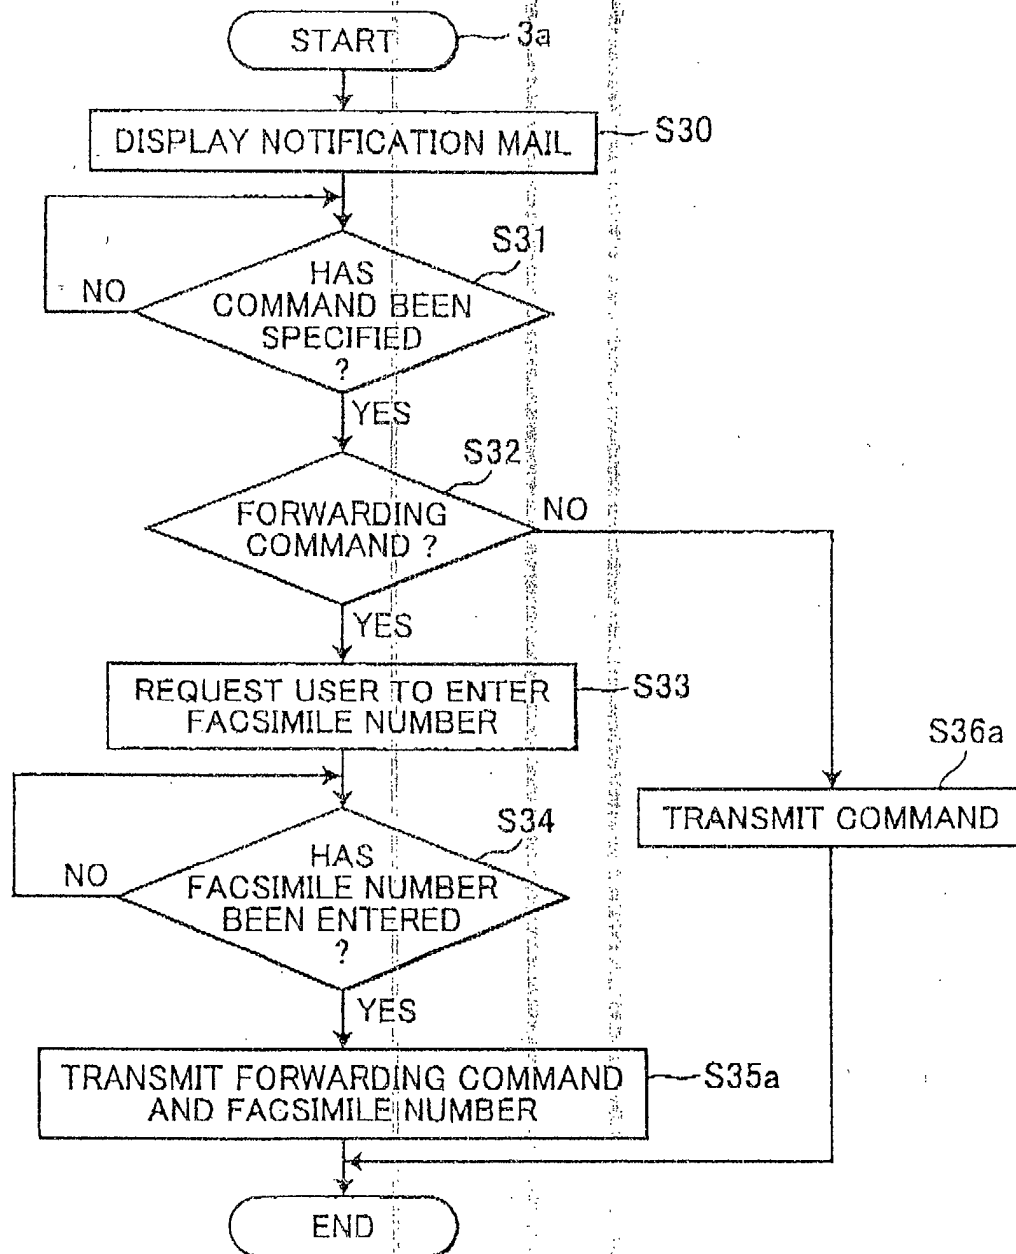 START
3a
DISPLAY NOTIFICATION MAIL
S30
S31
HAS
COMMAND BEEN
SPECIFIED
?
NO
YES
S32
FORWARDING
COMMAND ?
NO
YES
REQUEST USER TO ENTER
FACSIMILE NUMBER
S33
S36a
TRANSMIT COMMAND
S34
HAS
FACSIMILE NUMBER
BEEN ENTERED
?
NO
YES
TRANSMIT FORWARDING COMMAND
AND FACSIMILE NUMBER
S35a
END